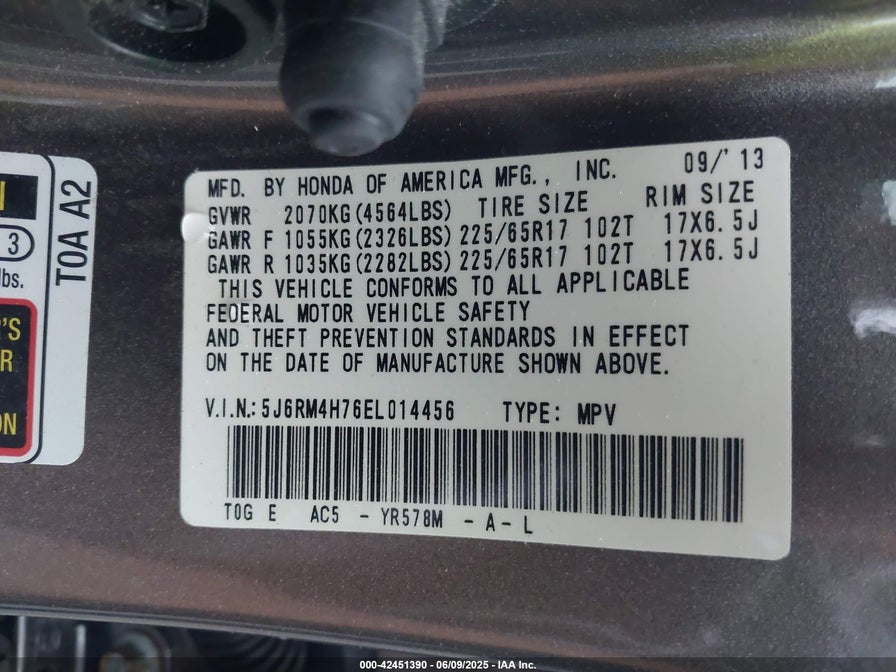 MFD. BY HONDA OF AMERICA MFG., INC. 09/'13
GVWR 2070KG(4564LBS) TIRE SIZE RIM SIZE
GAWR F 1055KG(2326LBS) 225/65R17 102T 17X6.5J
GAWR R 1035KG(2282LBS) 225/65R17 102T 17X6.5J
THIS VEHICLE CONFORMS TO ALL APPLICABLE
FEDERAL MOTOR VEHICLE SAFETY
AND THEFT PREVENTION STANDARDS IN EFFECT
ON THE DATE OF MANUFACTURE SHOWN ABOVE.
V.I.N.: 5J6RM4H76EL014456 TYPE: MPV
T0G E AC5 - YR578M - A - L
T0A A2
3
lbs.
000-42451390 - 06/09/2025 - IAA Inc.